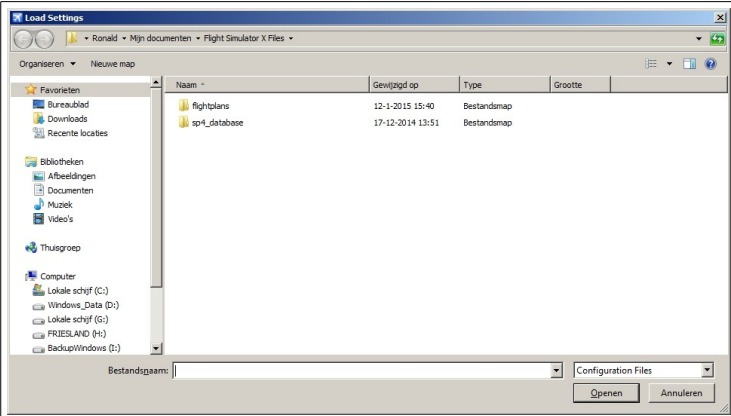 Load Settings
Ronald Mijn documenten Flight Simulator X Files
Organiseren Nieuwe map
Favorieten
Bureaublad
Downloads
Recente locaties
Bibliotheken
Afbeeldingen
Documenten
Muziek
Video's
Thuisgroep
Computer
Lokale schijf (C:)
Windows_Data (D:)
Lokale schijf (G:)
FRIESLAND (H:)
BackupWindows (I:)
Naam Gewijzigd op Type Grootte
flightplans 12-1-2015 15:40 Bestandsmap
sp4_database 17-12-2014 13:51 Bestandsmap
Bestandsnaam: Configuration Files
Openen Annuleren